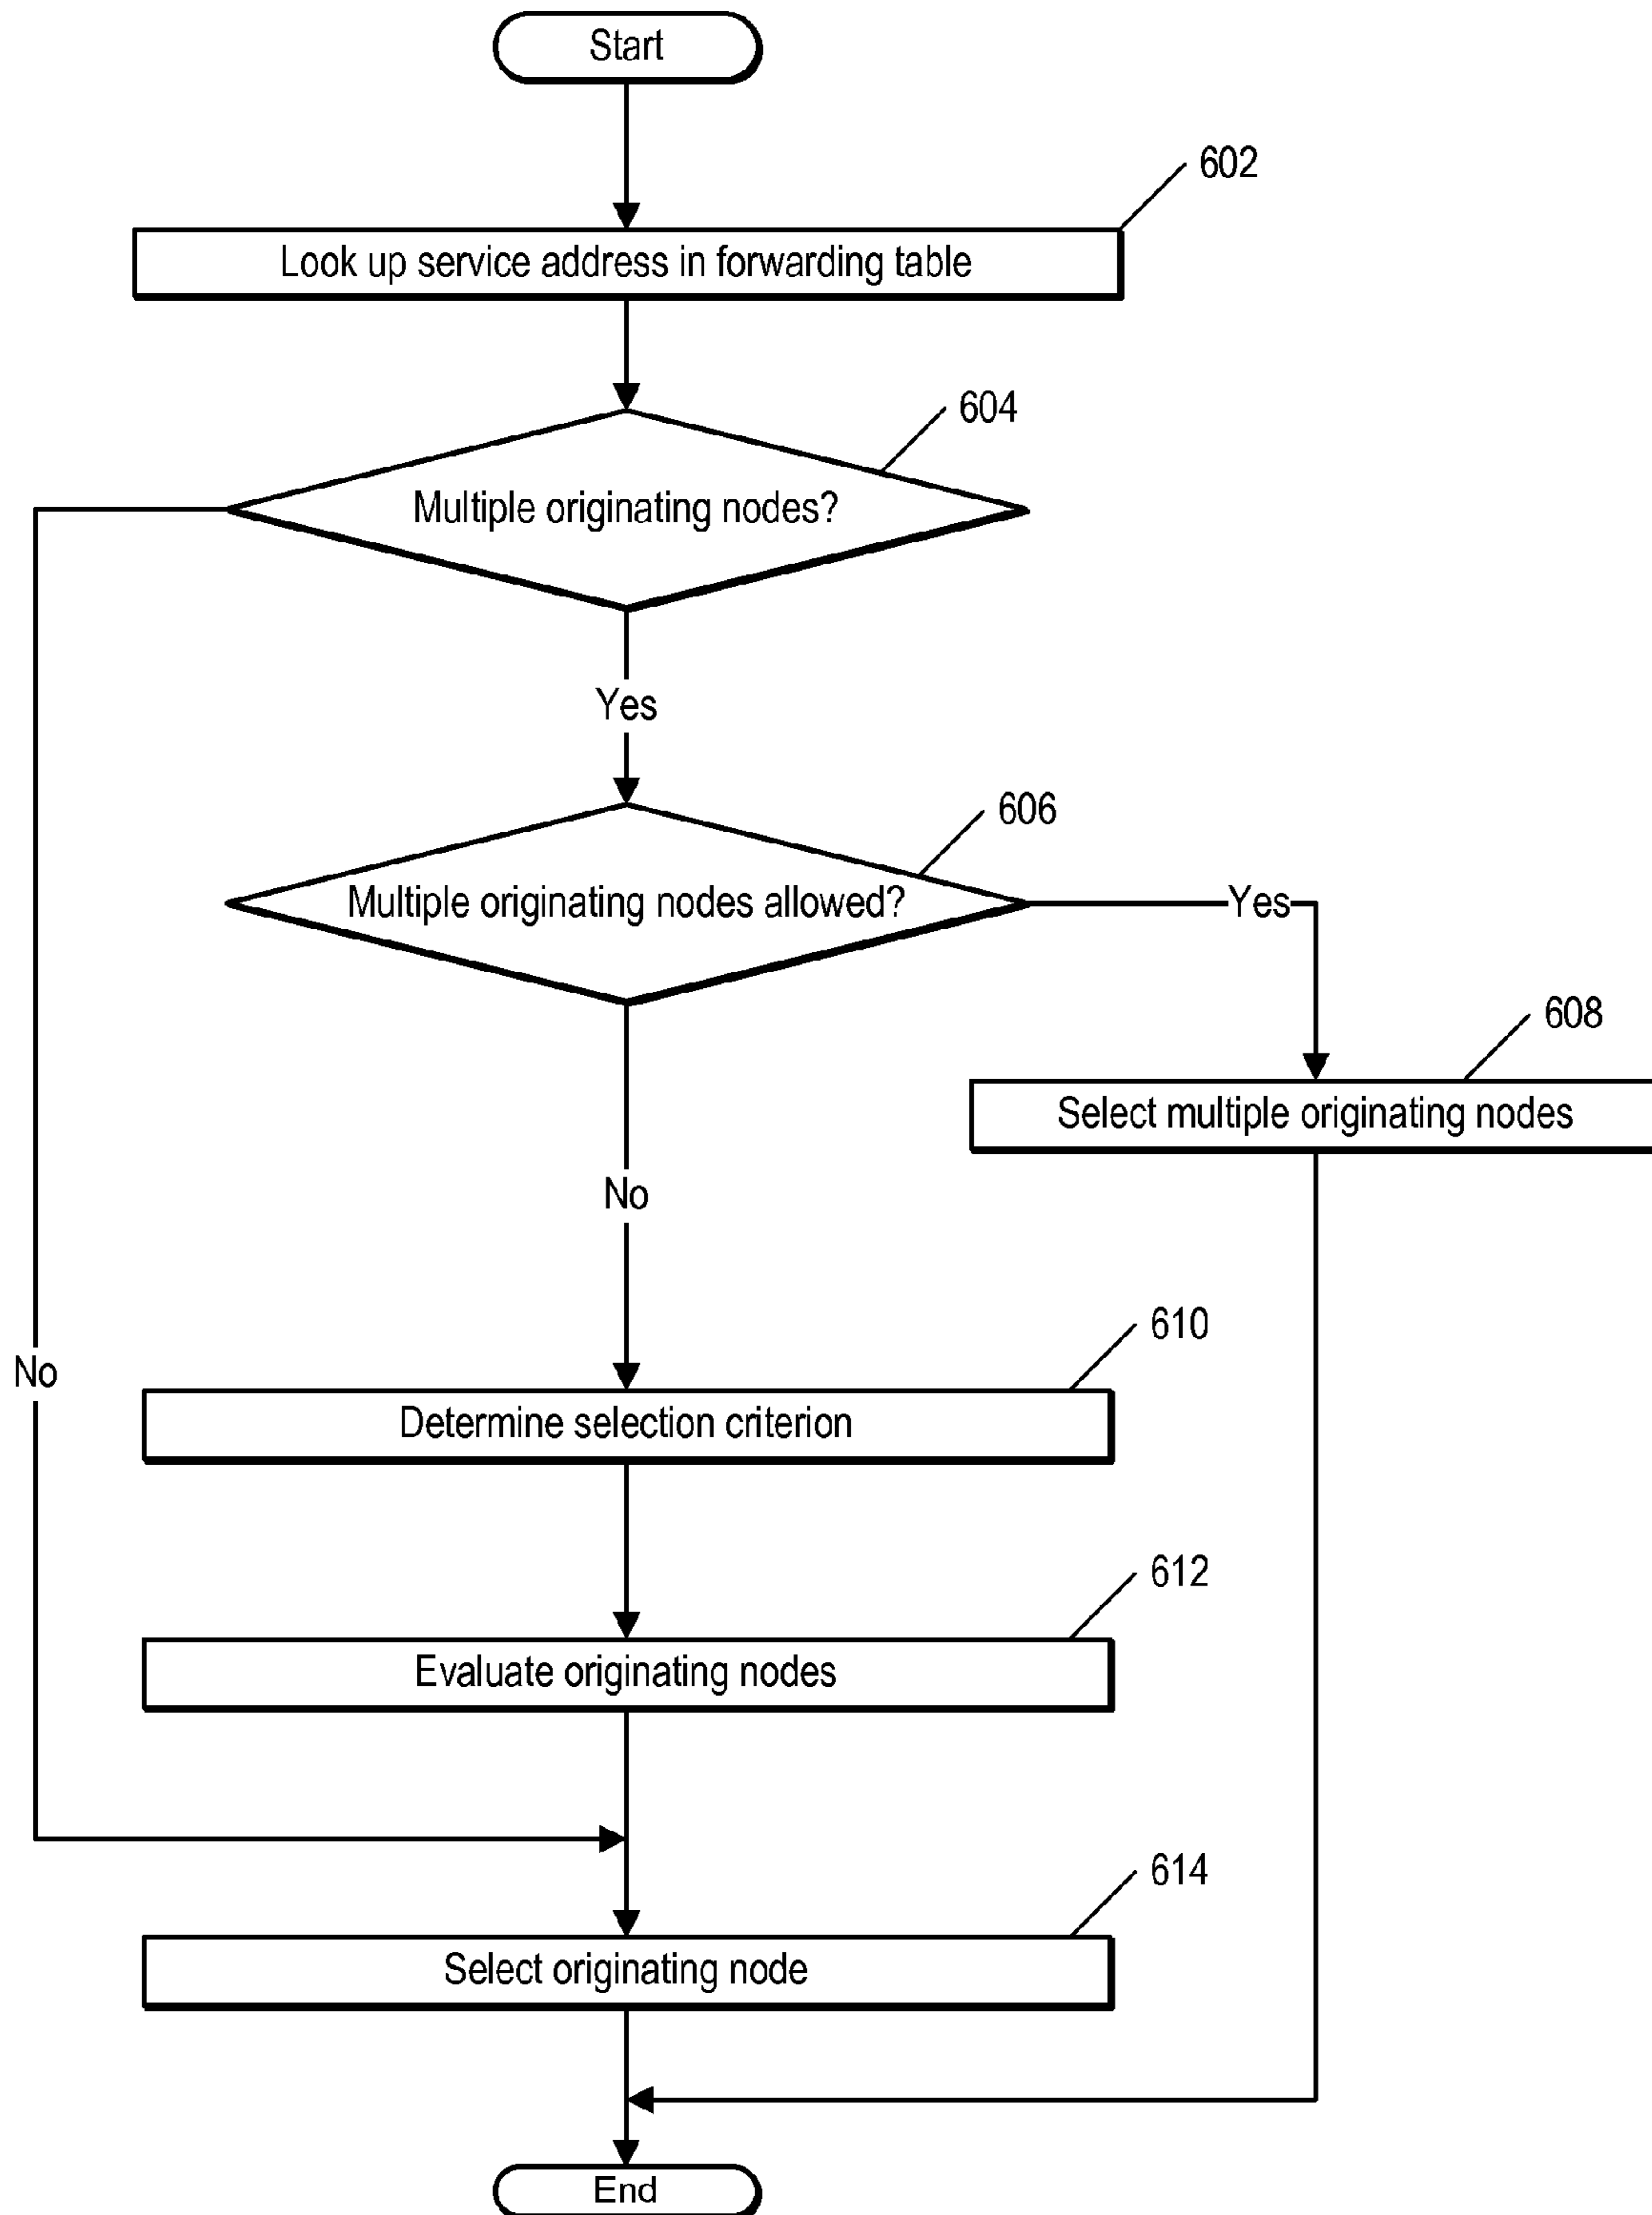 Start
602
Look up service address in forwarding table
604
Multiple originating nodes?
Yes
606
Multiple originating nodes allowed?
Yes
608
Select multiple originating nodes
No
610
No
Determine selection criterion
612
Evaluate originating nodes
614
Select originating node
End